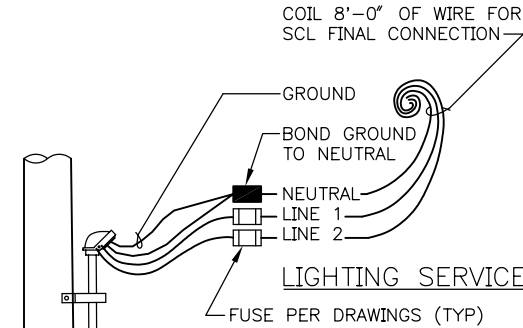 COIL 8'-0" OF WIRE FOR
SCL FINAL CONNECTION
GROUND
BOND GROUND
TO NEUTRAL
NEUTRAL
LINE 1
LINE 2
LIGHTING SERVICE
FUSE PER DRAWINGS (TYP)